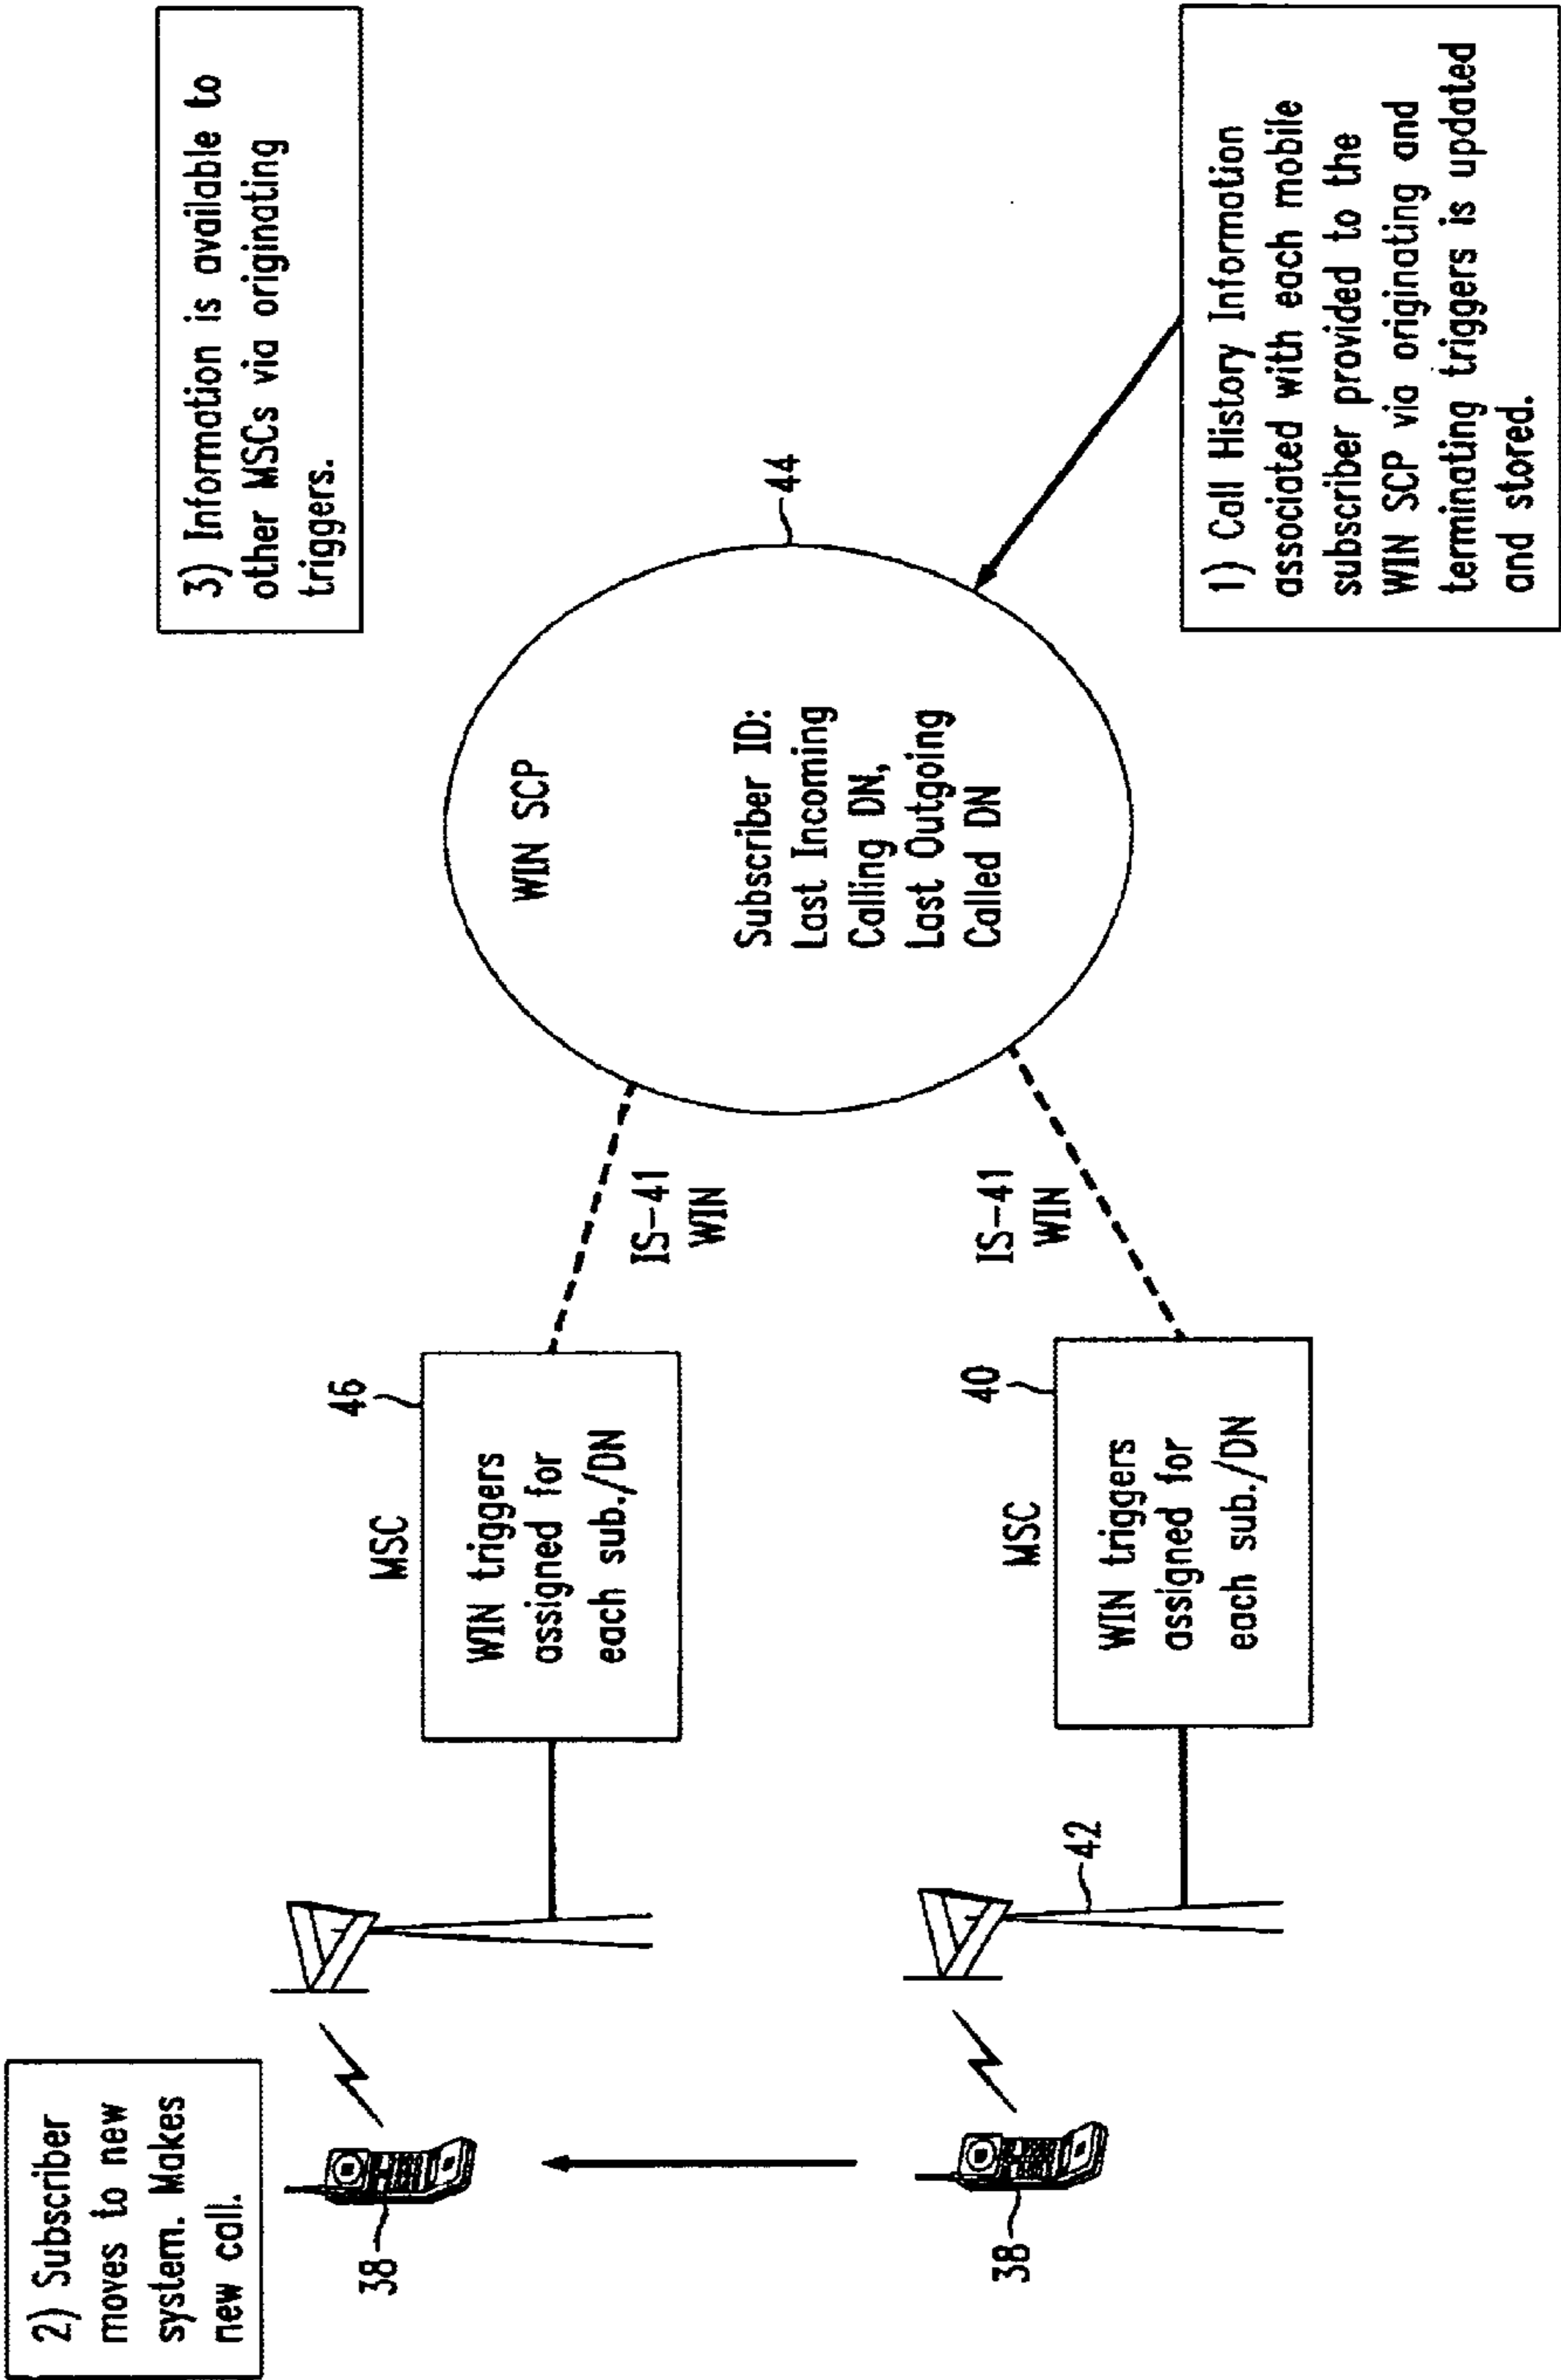 2) Subscriber
moves to new
system. Makes
new call.
3) Information is available to
other MSCs via originating
triggers.
38
MSC
46
WIN triggers
assigned for
each sub./DN
IS-41
WIN
WIN SCP
44
Subscriber ID:
Last Incoming
Calling DN,
Last Outgoing
Called DN
38
42
MSC
40
WIN triggers
assigned for
each sub./DN
IS-41
WIN
1) Call History Information
associated with each mobile
subscriber provided to the
WIN SCP via originating and
terminating triggers is updated
and stored.